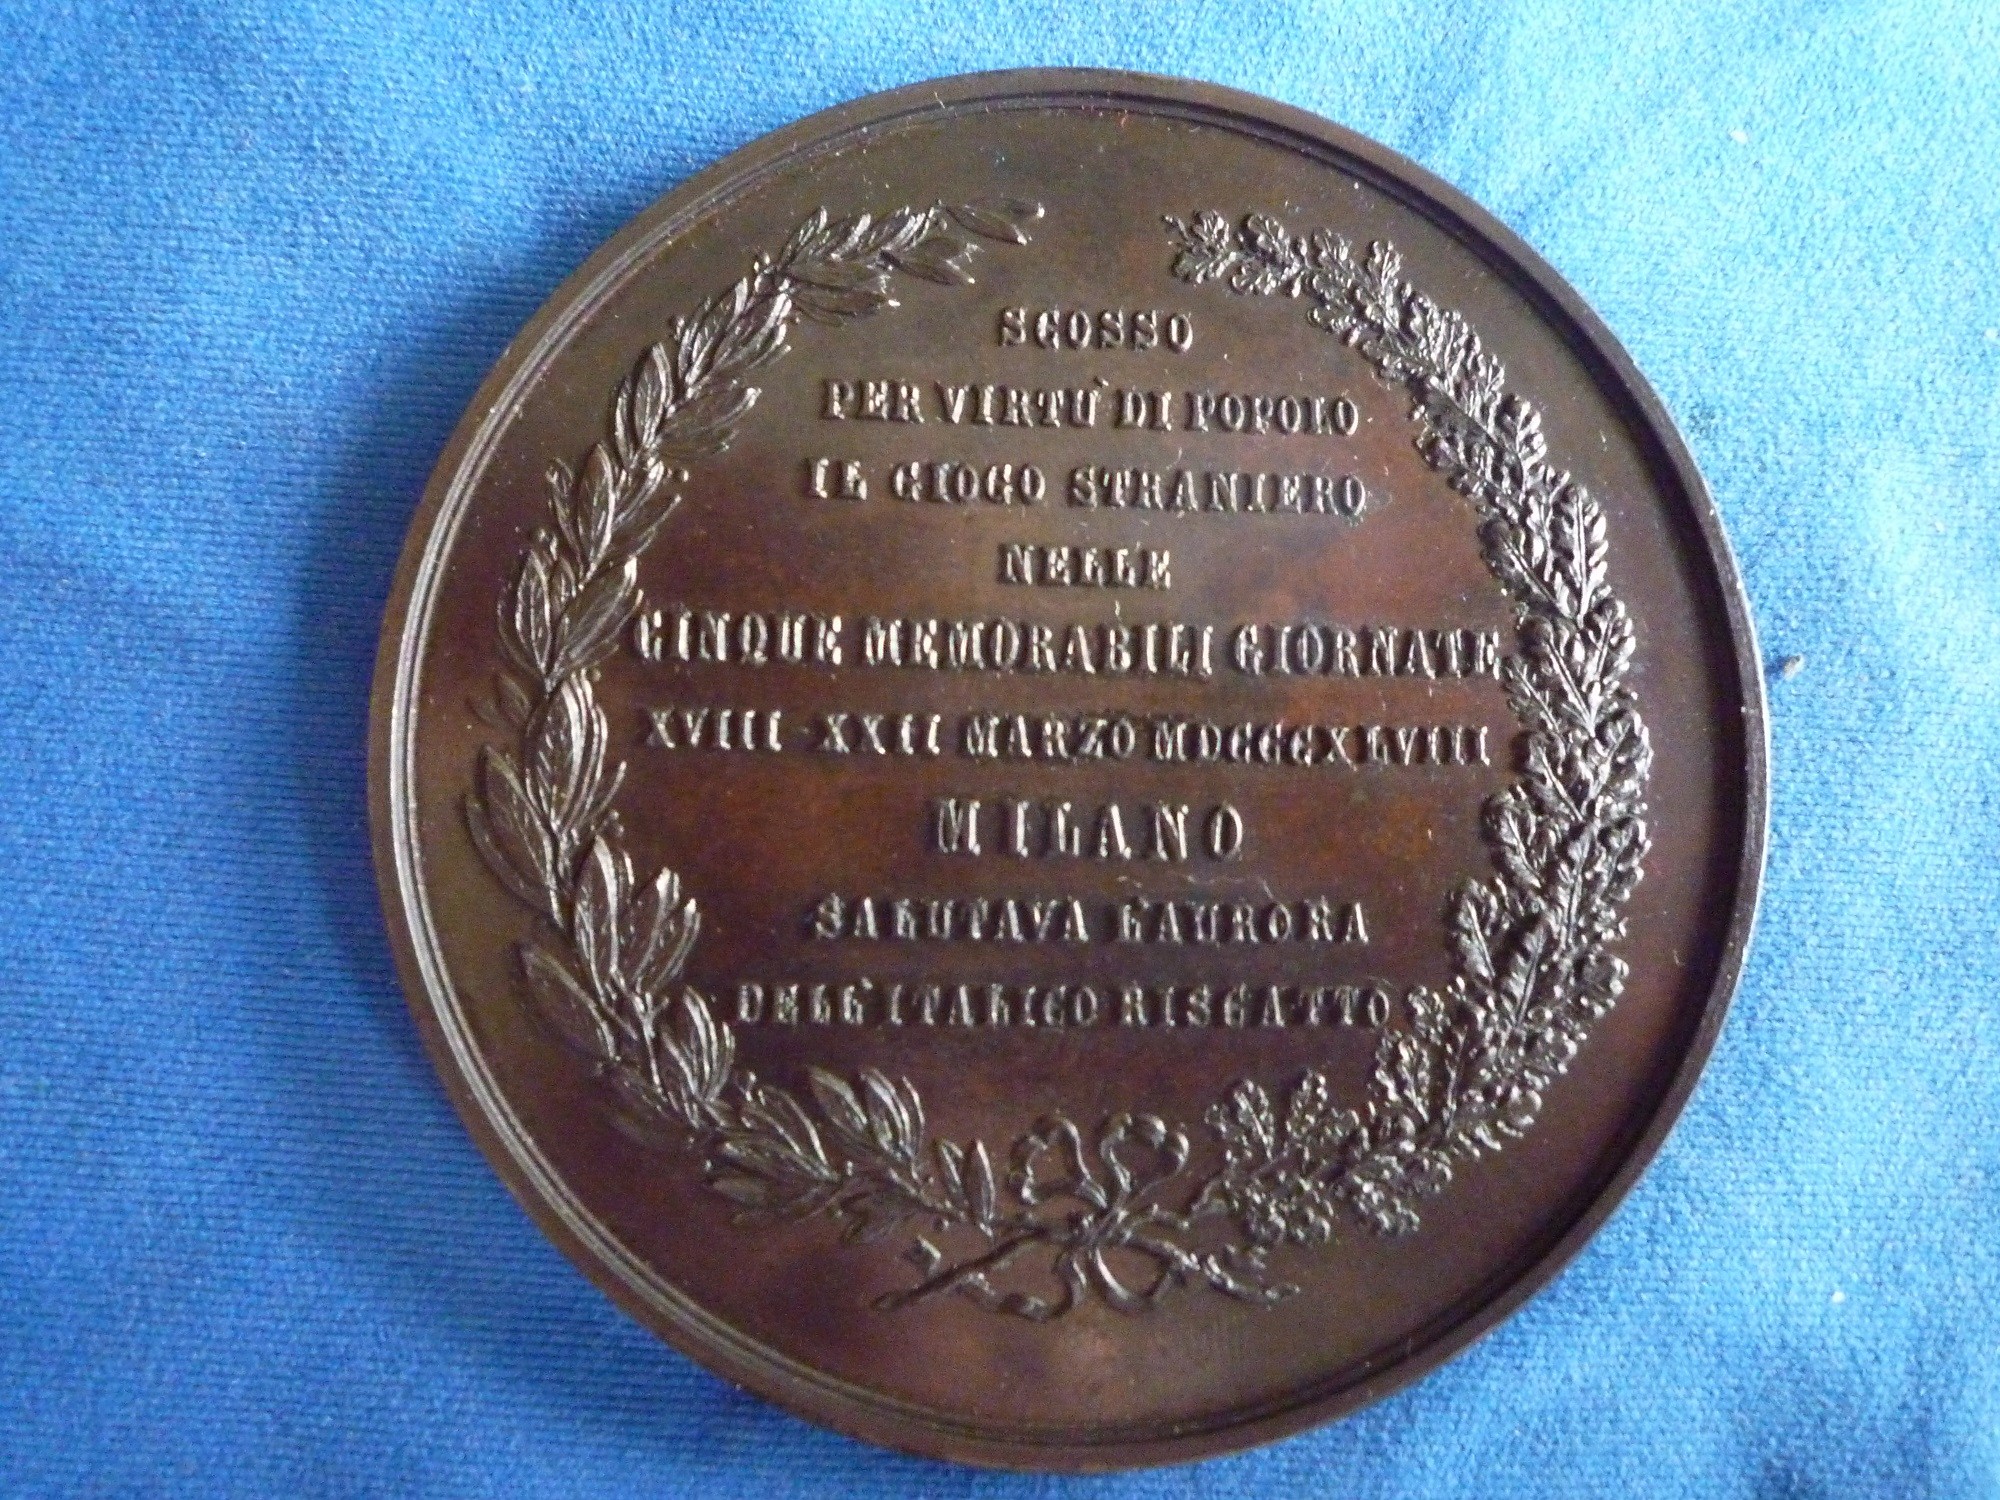 SCOSSO
PER VIRTÙ DI POPOLO
IL GIOGO STRANIERO
NELLE
CINQUE MEMORABILI GIORNATE
XVIII-XXII MARZO MDCCCXLVIII
MILANO
SALUTAVA L'AURORA
DELL'ITALICO RISCATTO